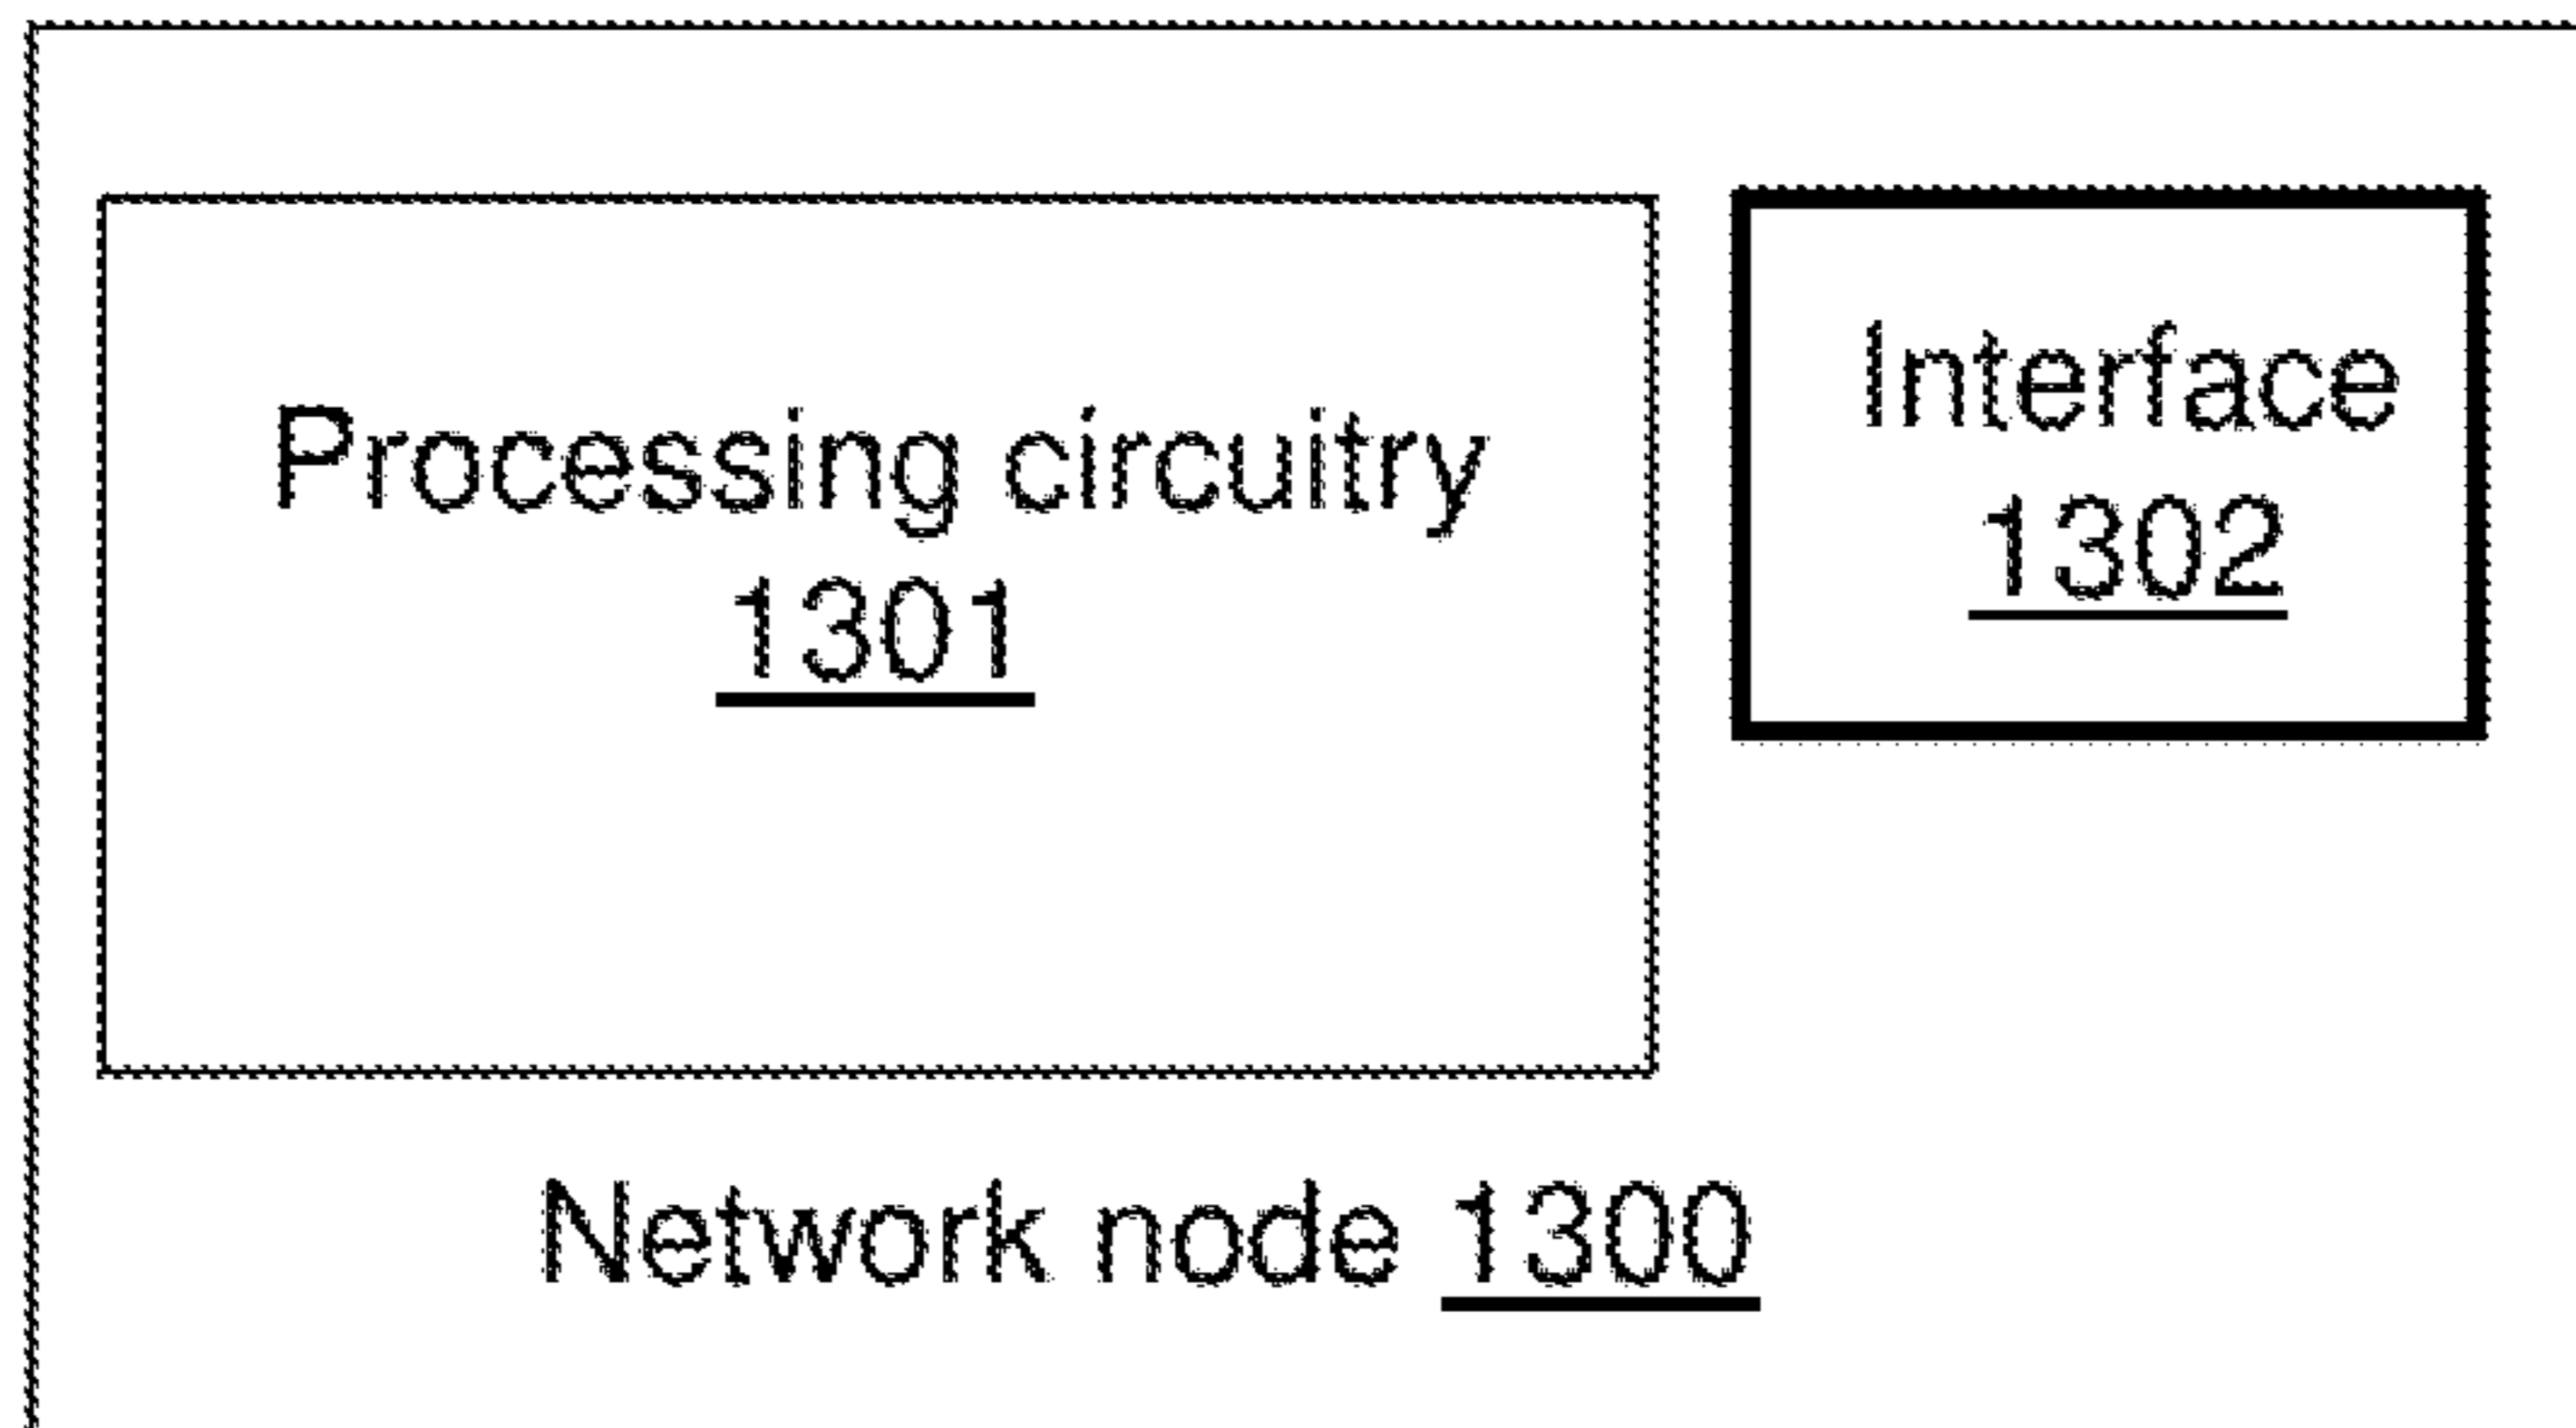 Processing circuitry
1301
Interface
1302
Network node 1300